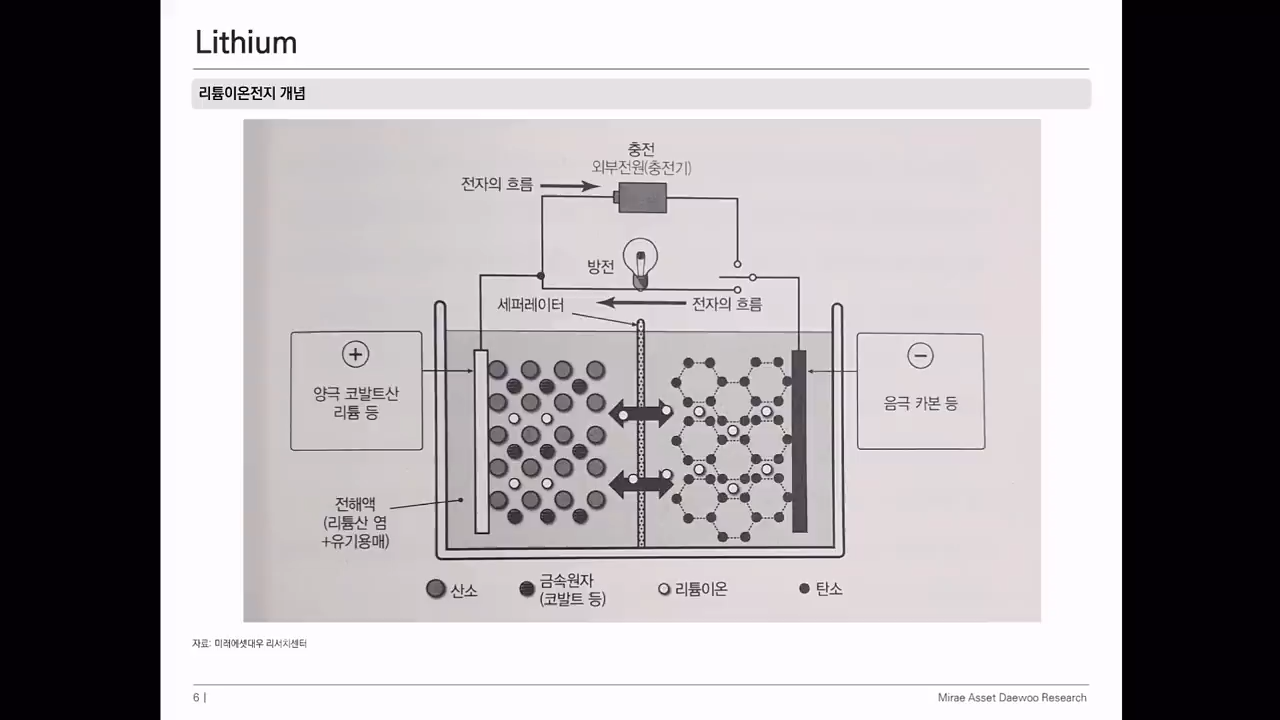 Lithium
리튬이온전지 개념
충전
외부전원(충전기)
전자의 흐름
방전
세퍼레이터
전자의 흐름
+
양극 코발트산
리튬 등
−
음극 카본 등
전해액
(리튬산 염
+유기용매)
산소
금속원자
(코발트 등)
리튬이온
탄소
자료: 미래에셋대우 리서치센터
6 |
Mirae Asset Daewoo Research